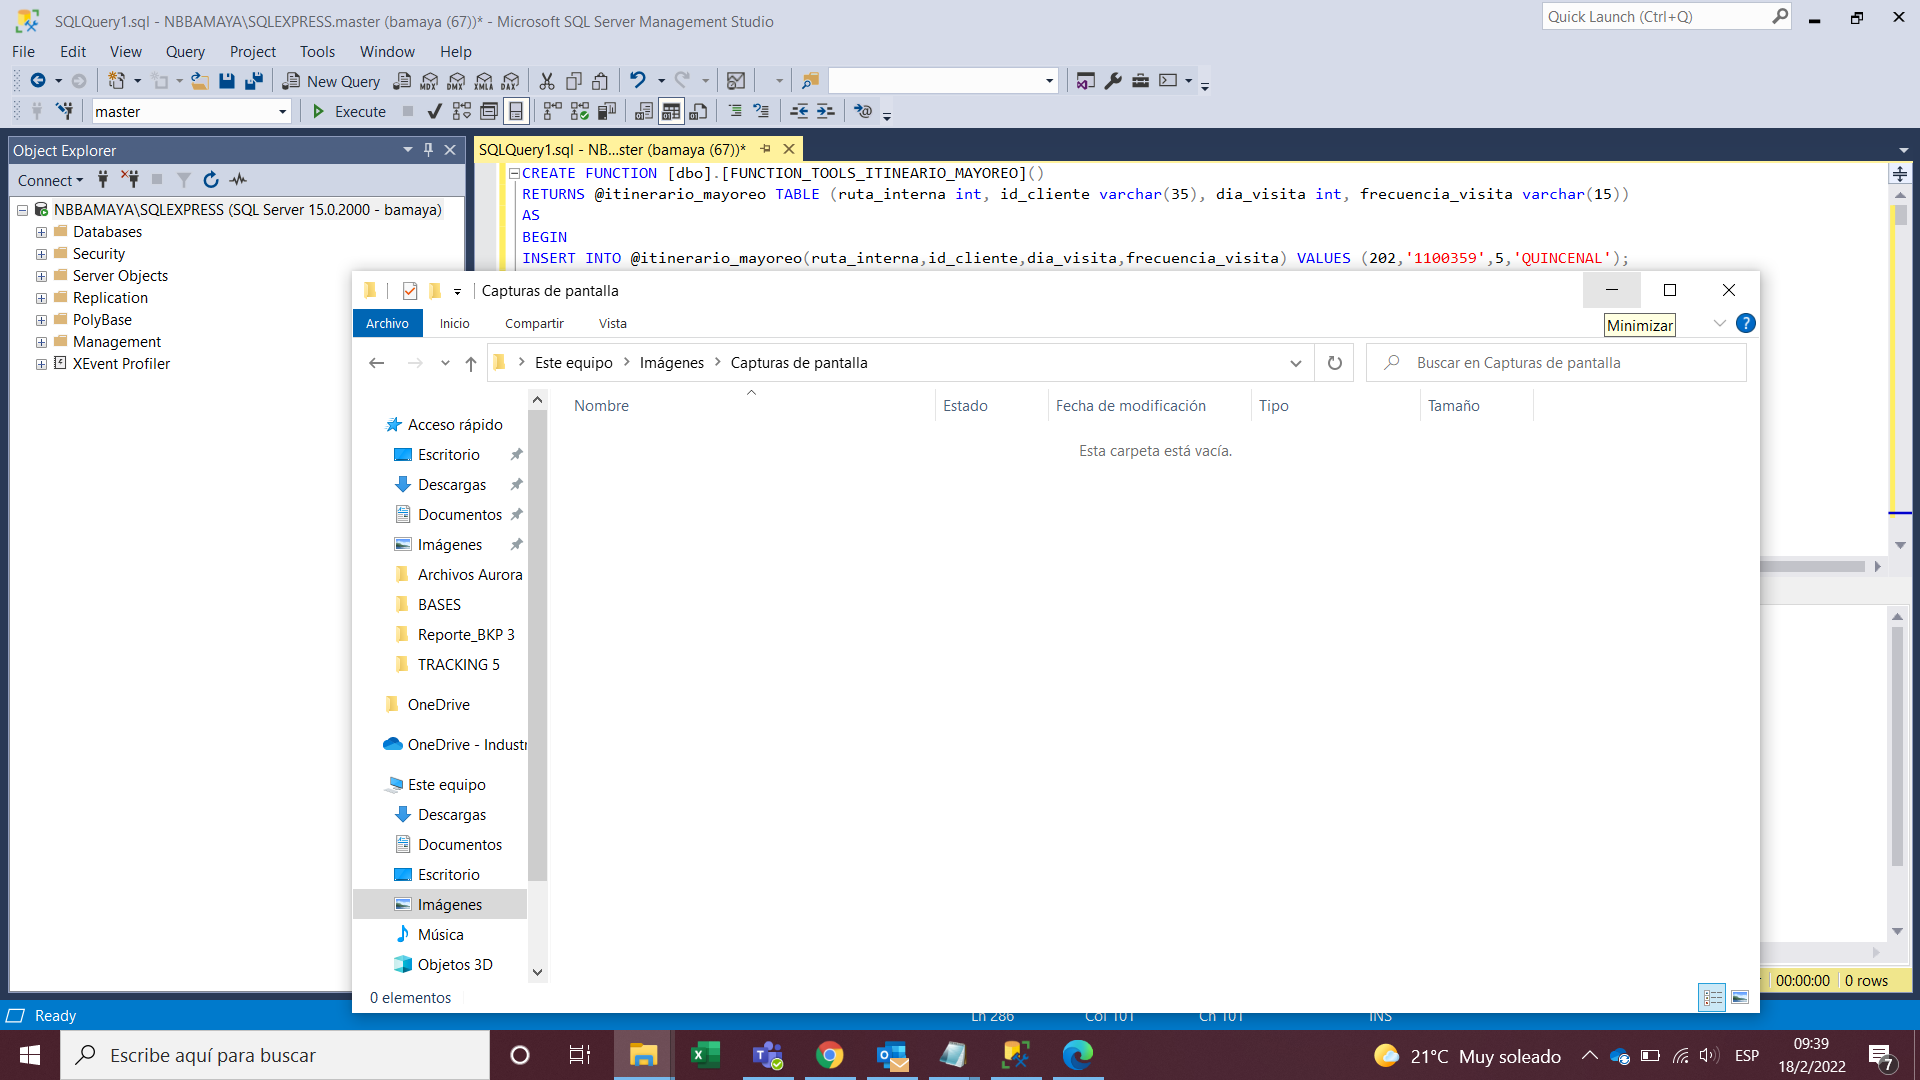 SQLQuery1.sql - NBBAMAYA\SQLEXPRESS.master (bamaya (67))* - Microsoft SQL Server Management Studio
Quick Launch (Ctrl+Q)
File Edit View Query Project Tools Window Help
New Query MDX DMX XMLA DAX
master Execute
Object Explorer
SQLQuery1.sql - NB...ster (bamaya (67))*
Connect
NBBAMAYA\SQLEXPRESS (SQL Server 15.0.2000 - bamaya)
Databases
Security
Server Objects
Replication
PolyBase
Management
XEvent Profiler
CREATE FUNCTION [dbo].[FUNCTION_TOOLS_ITINEARIO_MAYOREO]()
RETURNS @itinerario_mayoreo TABLE (ruta_interna int, id_cliente varchar(35), dia_visita int, frecuencia_visita varchar(15))
AS
BEGIN
INSERT INTO @itinerario_mayoreo(ruta_interna,id_cliente,dia_visita,frecuencia_visita) VALUES (202,'1100359',5,'QUINCENAL');
Capturas de pantalla
Archivo Inicio Compartir Vista
Minimizar
?
Este equipo Imágenes Capturas de pantalla
Buscar en Capturas de pantalla
Nombre Estado Fecha de modificación Tipo Tamaño
Esta carpeta está vacía.
Acceso rápido
Escritorio
Descargas
Documentos
Imágenes
Archivos Aurora
BASES
Reporte_BKP 3
TRACKING 5
OneDrive
OneDrive - Industr
Este equipo
Descargas
Documentos
Escritorio
Imágenes
Música
Objetos 3D
0 elementos
00:00:00 0 rows
Ready Ln 286 Col 101 Ch 101 INS
Escribe aquí para buscar
21°C Muy soleado
ESP
09:39
18/2/2022
7